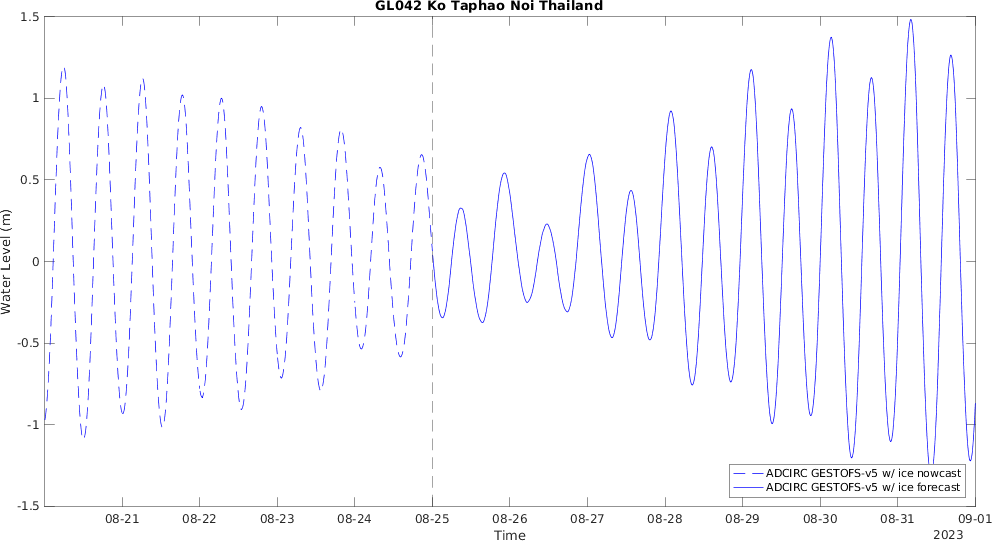 GL042 Ko Taphao Noi Thailand
1.5
1
0.5
0
-0.5
-1
-1.5
Water Level (m)
ADCIRC GESTOFS-v5 w/ ice nowcast
ADCIRC GESTOFS-v5 w/ ice forecast
08-21 08-22 08-23 08-24 08-25 08-26 08-27 08-28 08-29 08-30 08-31 09-01
Time
2023